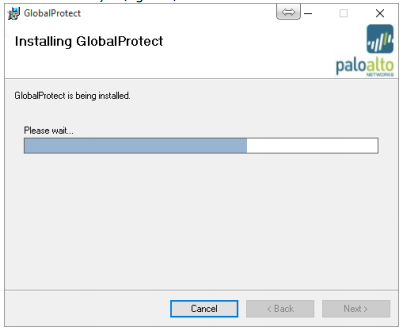 GlobalProtect
Installing GlobalProtect
paloalto
NETWORKS
GlobalProtect is being installed.
Please wait...
Cancel
< Back
Next >